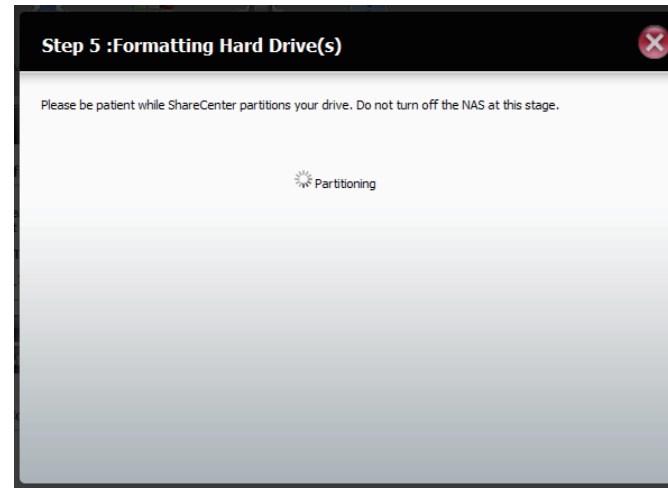 Step 5 :Formatting Hard Drive(s)
Please be patient while ShareCenter partitions your drive. Do not turn off the NAS at this stage.
Partitioning